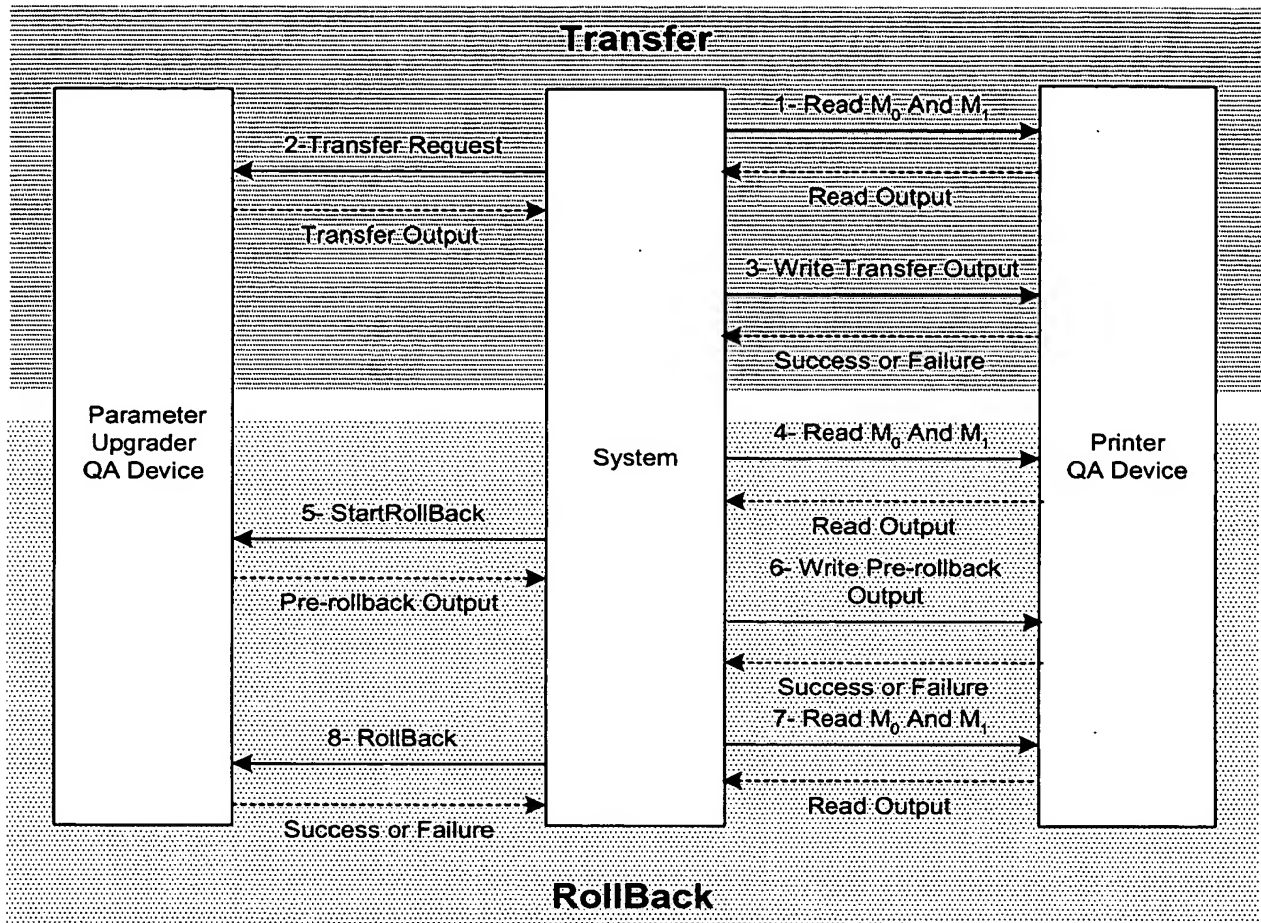 Transfer
1- Read M₀ And M₁
2-Transfer Request
Read Output
Transfer Output
3- Write Transfer Output
Success or Failure
Parameter
Upgrader
QA Device
System
Printer
QA Device
4- Read M₀ And M₁
Read Output
5- StartRollBack
Pre-rollback Output
6- Write Pre-rollback
Output
Success or Failure
7- Read M₀ And M₁
8- RollBack
Read Output
Success or Failure
RollBack